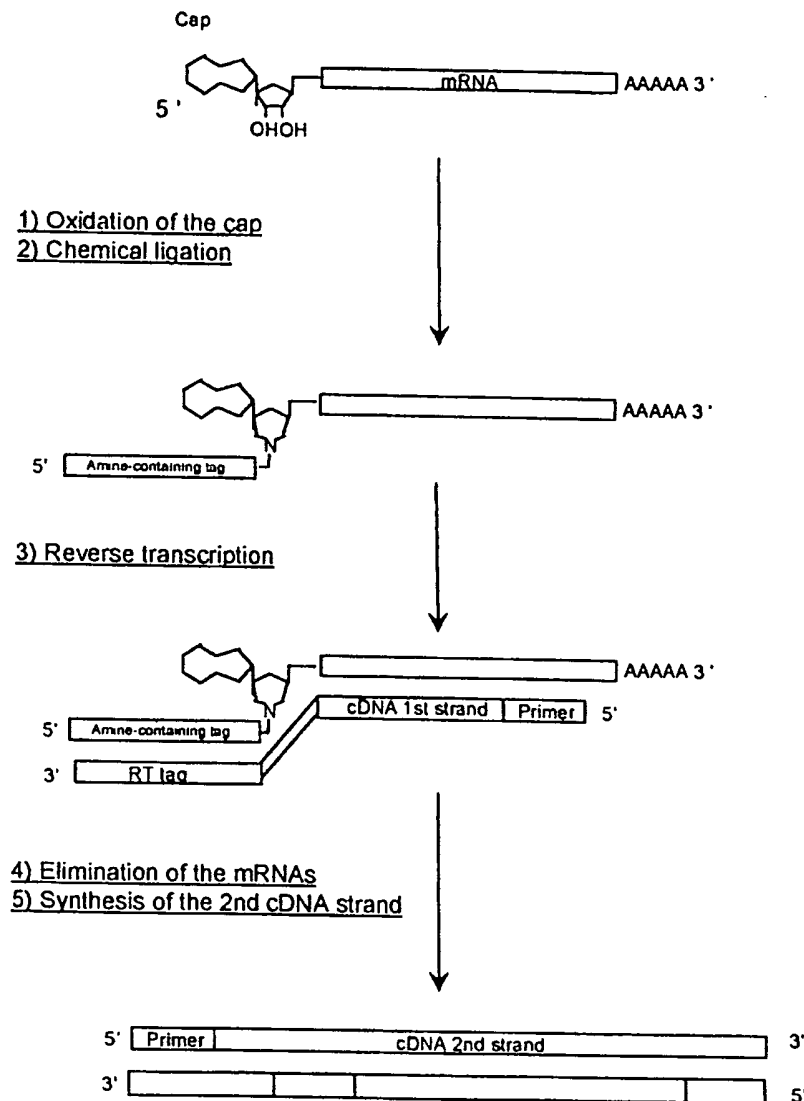 Cap
mRNA AAAAA 3 '
5 '
OHOH
1) Oxidation of the cap
2) Chemical ligation
AAAAA 3 '
N
5' Amine-containing tag
3) Reverse transcription
AAAAA 3 '
N
cDNA 1st strand Primer 5'
5' Amine-containing tag
3' RT tag
4) Elimination of the mRNAs
5) Synthesis of the 2nd cDNA strand
5' Primer cDNA 2nd strand 3'
3' 5'